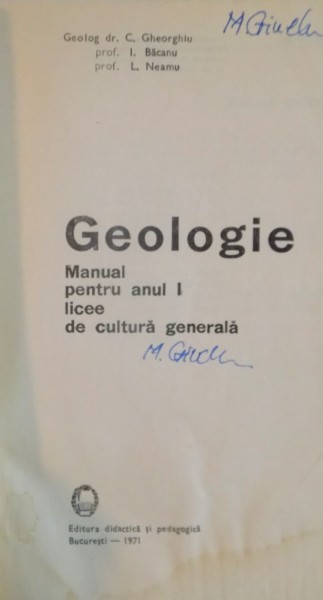 Geolog dr. C. Gheorghiu
prof. I. Băcanu
prof. L. Neamu
Geologie
Manual
pentru anul I
licee
de cultură generală
Editura didactică și pedagogică
București — 1971